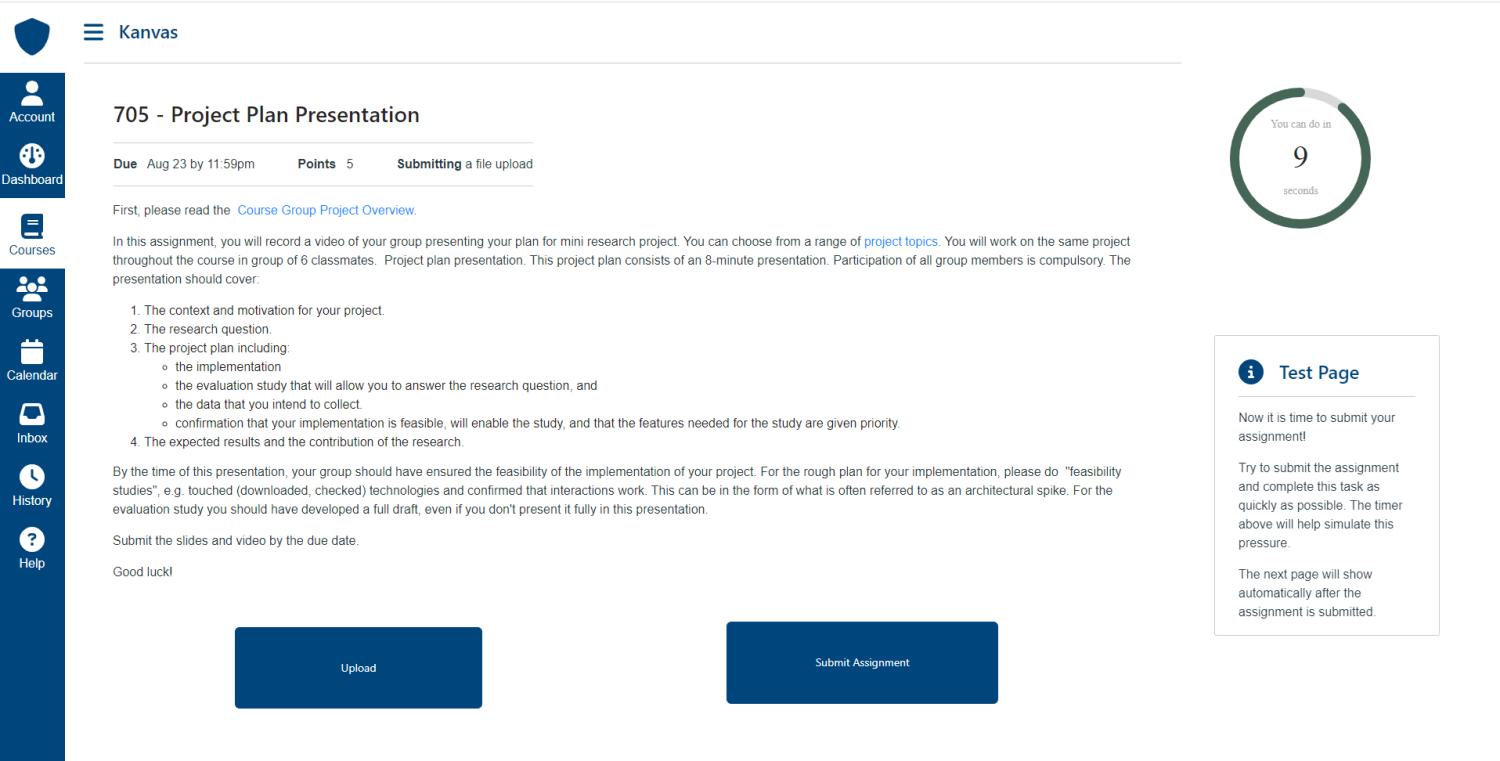 Kanvas
Account
Dashboard
Courses
Groups
Calendar
Inbox
History
Help
705 - Project Plan Presentation
Due Aug 23 by 11:59pm Points 5 Submitting a file upload
First, please read the Course Group Project Overview.
In this assignment, you will record a video of your group presenting your plan for mini research project. You can choose from a range of project topics. You will work on the same project
throughout the course in group of 6 classmates. Project plan presentation. This project plan consists of an 8-minute presentation. Participation of all group members is compulsory. The
presentation should cover:
1. The context and motivation for your project.
2. The research question.
3. The project plan including:
the implementation
the evaluation study that will allow you to answer the research question, and
the data that you intend to collect.
confirmation that your implementation is feasible, will enable the study, and that the features needed for the study are given priority.
4. The expected results and the contribution of the research.
By the time of this presentation, your group should have ensured the feasibility of the implementation of your project. For the rough plan for your implementation, please do "feasibility
studies", e.g. touched (downloaded, checked) technologies and confirmed that interactions work. This can be in the form of what is often referred to as an architectural spike. For the
evaluation study you should have developed a full draft, even if you don't present it fully in this presentation.
Submit the slides and video by the due date.
Good luck!
Upload
Submit Assignment
You can do in
9
seconds
Test Page
Now it is time to submit your
assignment!
Try to submit the assignment
and complete this task as
quickly as possible. The timer
above will help simulate this
pressure.
The next page will show
automatically after the
assignment is submitted.